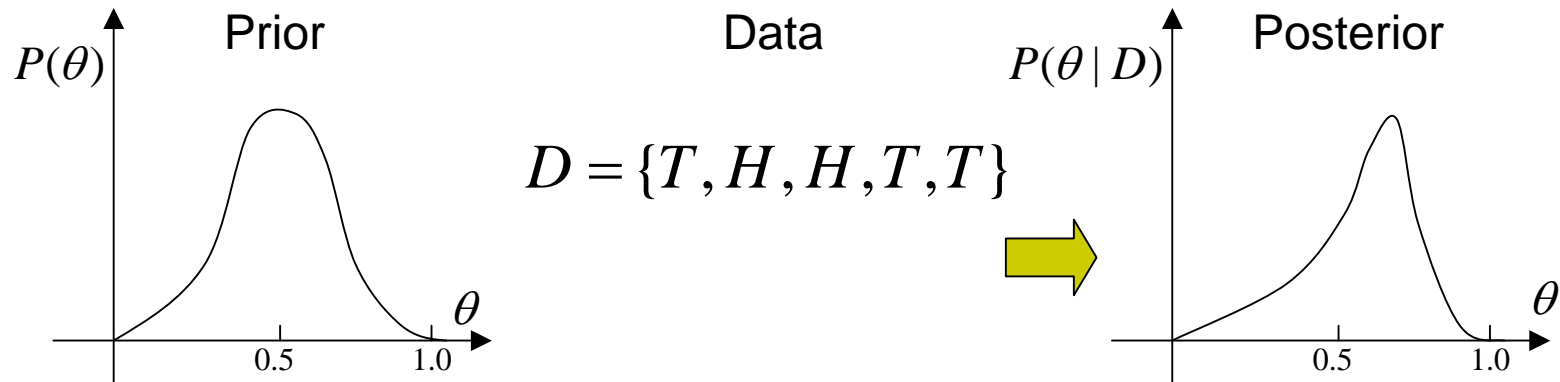 Prior
P(θ)
θ
0.5
1.0
Data
D = {T, H, H, T, T}
Posterior
P(θ | D)
θ
0.5
1.0